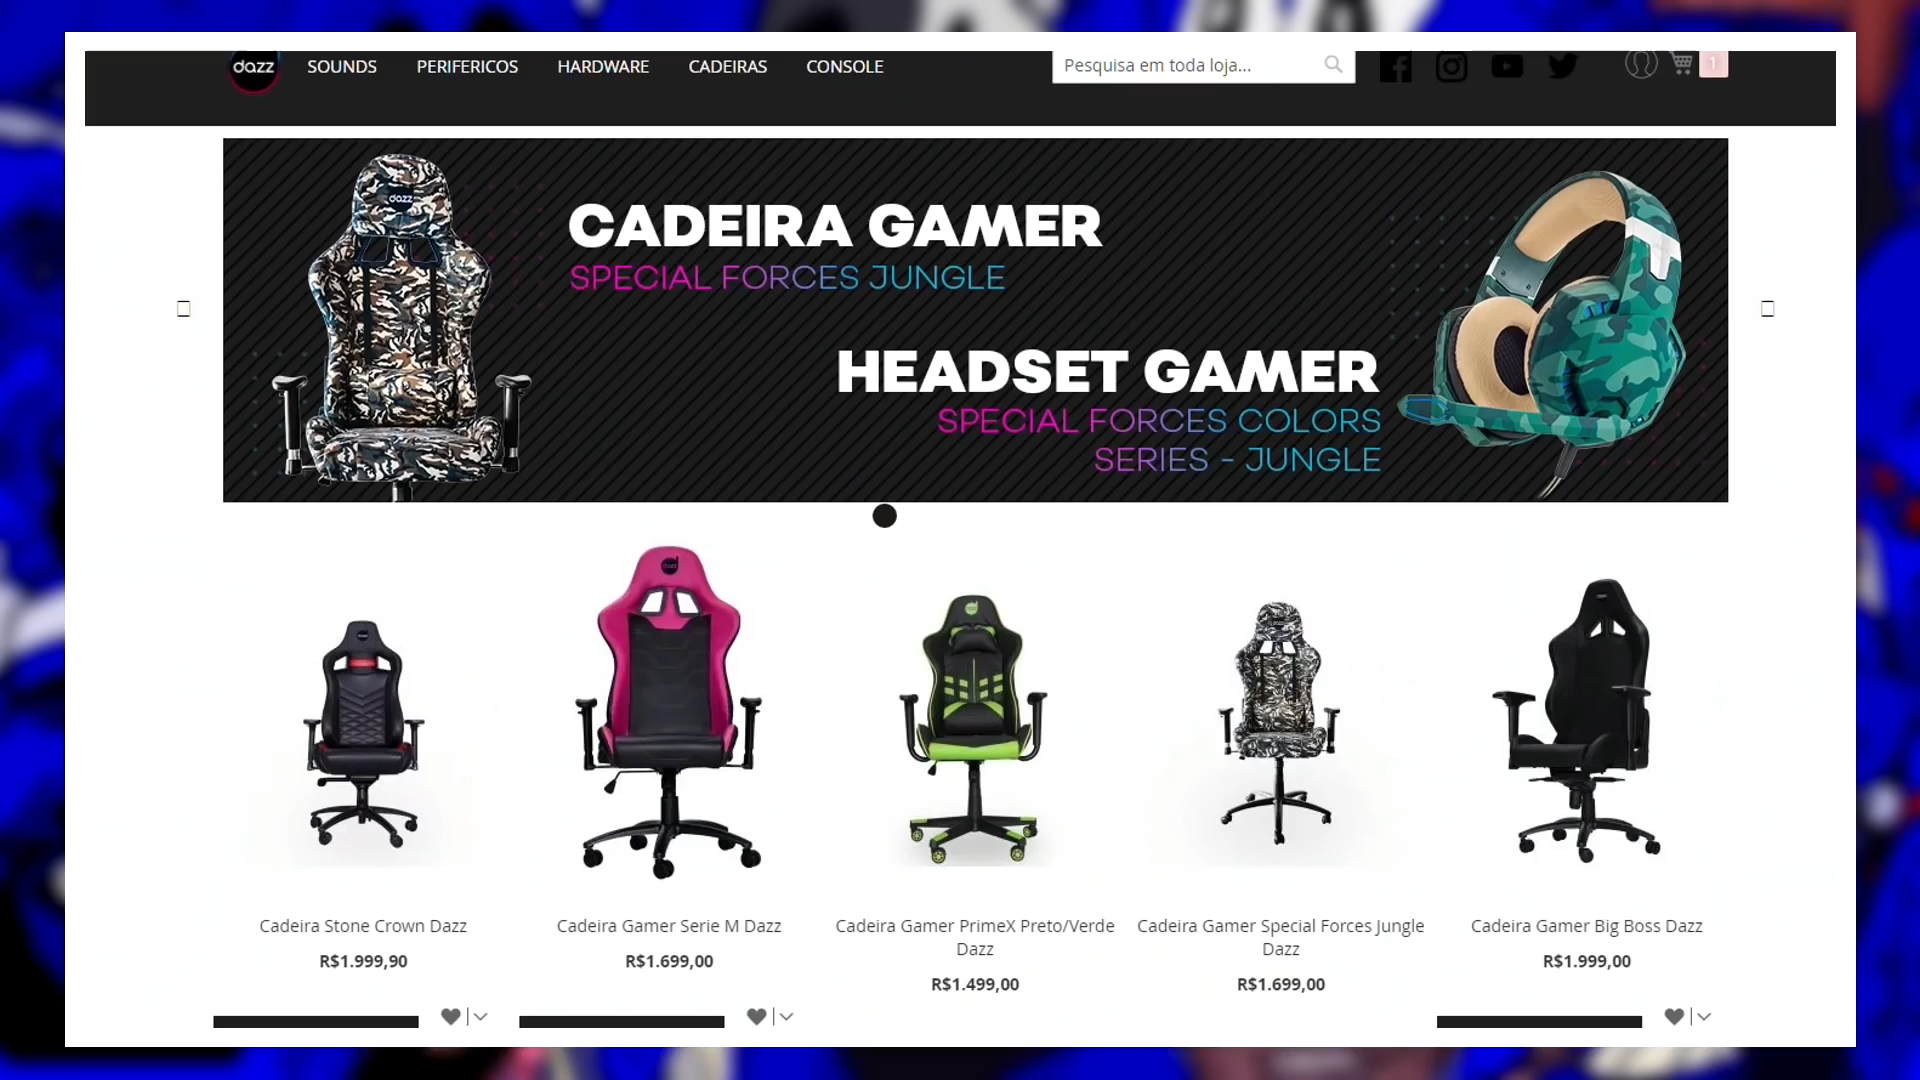 dazz SOUNDS PERIFERICOS HARDWARE CADEIRAS CONSOLE Pesquisa em toda loja... 1
dazz
CADEIRA GAMER
SPECIAL FORCES JUNGLE
HEADSET GAMER
SPECIAL FORCES COLORS
SERIES - JUNGLE
Cadeira Stone Crown Dazz
R$1.999,90
Cadeira Gamer Serie M Dazz
R$1.699,00
Cadeira Gamer PrimeX Preto/Verde
Dazz
R$1.499,00
Cadeira Gamer Special Forces Jungle
Dazz
R$1.699,00
Cadeira Gamer Big Boss Dazz
R$1.999,00